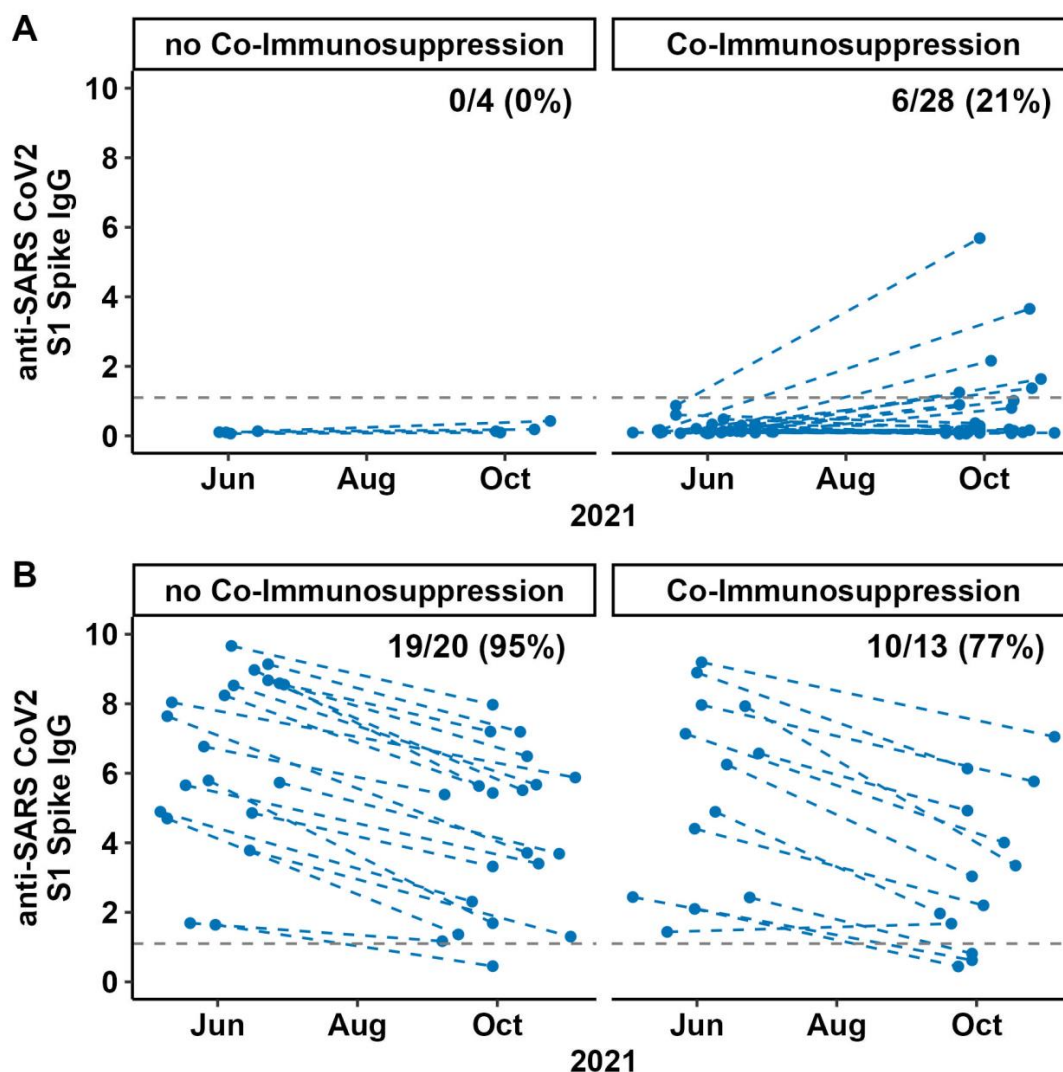 A
no Co-Immunosuppression
Co-Immunosuppression
0/4 (0%)
6/28 (21%)
anti-SARS CoV2
S1 Spike IgG
10
8
6
4
2
0
Jun
Aug
Oct
Jun
Aug
Oct
2021
B
no Co-Immunosuppression
Co-Immunosuppression
19/20 (95%)
10/13 (77%)
anti-SARS CoV2
S1 Spike IgG
10
8
6
4
2
0
Jun
Aug
Oct
Jun
Aug
Oct
2021